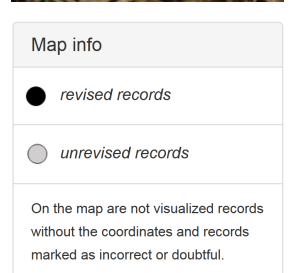 Map info
revised records
unrevised records
On the map are not visualized records
without the coordinates and records
marked as incorrect or doubtful.